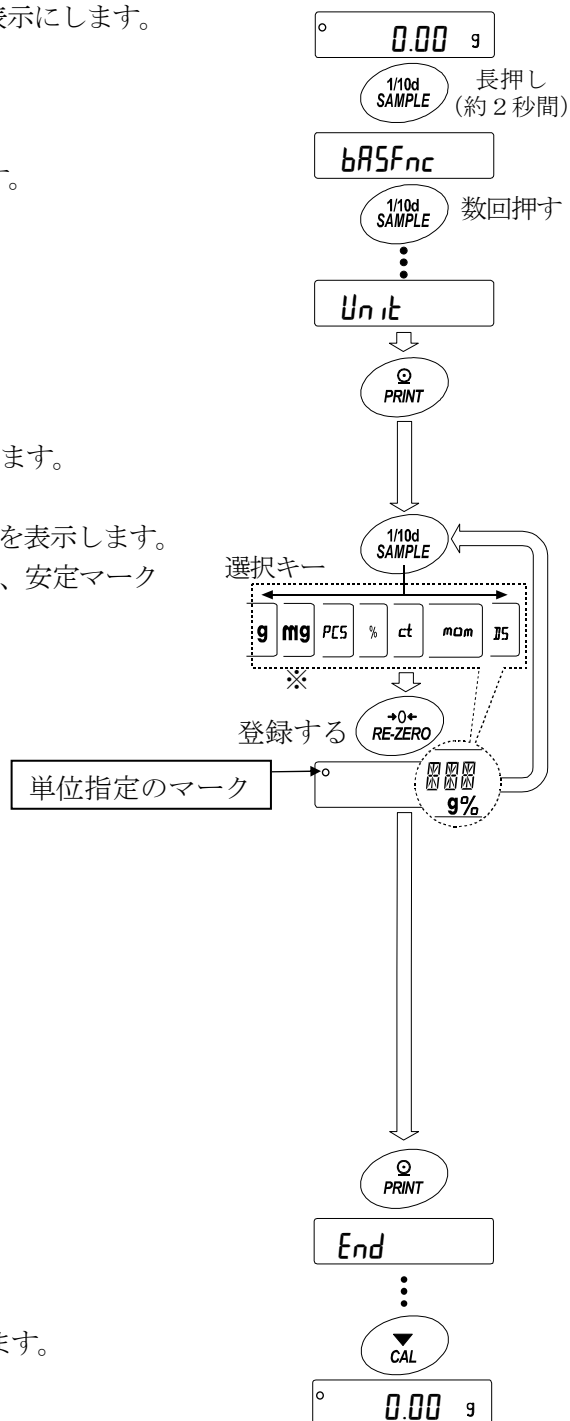 表示にします。
0.00 g
1/10d
SAMPLE
長押し
(約2秒間)
す。
bASFnc
1/10d
SAMPLE
数回押す
Unit
PRINT
ます。
1/10d
SAMPLE
を表示します。
、安定マーク
選択キー
g mg PCS % ct mom DS
※
登録する
→0←
RE-ZERO
単位指定のマーク
g%
PRINT
End
ます。
CAL
0.00 g